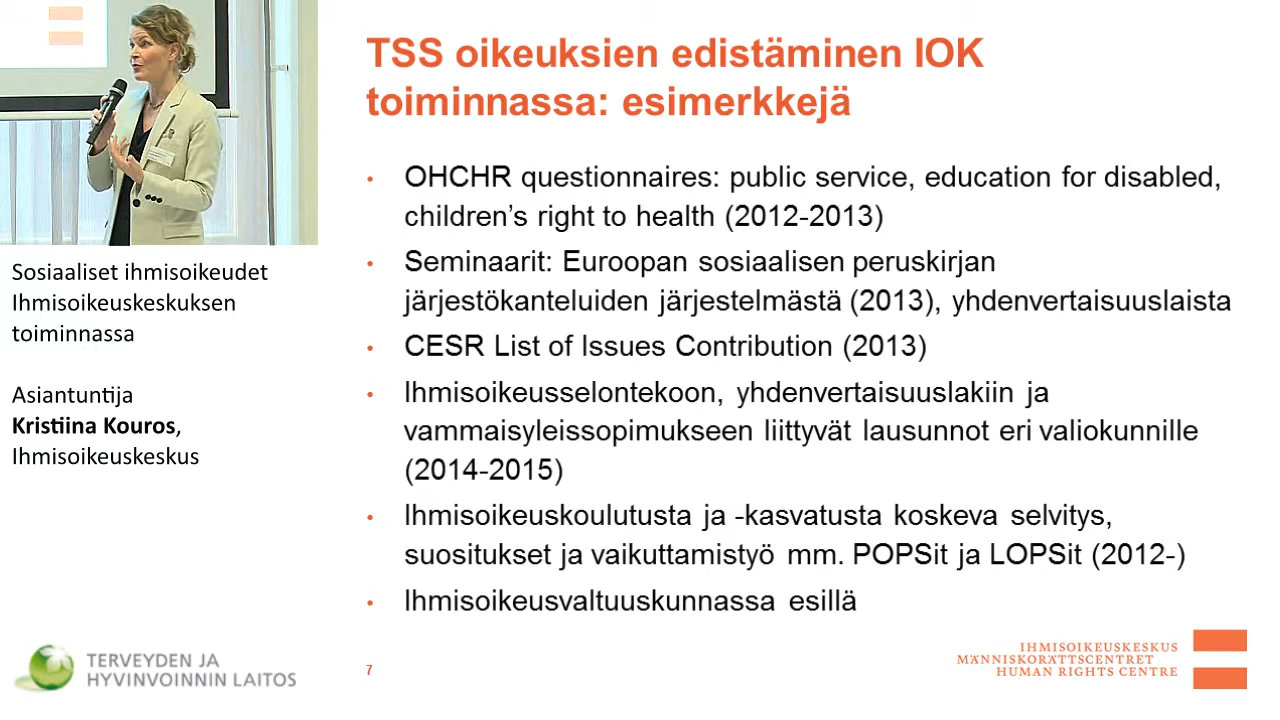 TSS oikeuksien edistäminen IOK
toiminnassa: esimerkkejä
• OHCHR questionnaires: public service, education for disabled,
children’s right to health (2012-2013)
• Seminaarit: Euroopan sosiaalisen peruskirjan
järjestökanteluiden järjestelmästä (2013), yhdenvertaisuuslaista
• CESR List of Issues Contribution (2013)
• Ihmisoikeusselontekoon, yhdenvertaisuuslakiin ja
vammaisyleissopimukseen liittyvät lausunnot eri valiokunnille
(2014-2015)
• Ihmisoikeuskoulutusta ja -kasvatusta koskeva selvitys,
suositukset ja vaikuttamistyö mm. POPSit ja LOPSit (2012-)
• Ihmisoikeusvaltuuskunnassa esillä
Sosiaaliset ihmisoikeudet
Ihmisoikeuskeskuksen
toiminnassa
Asiantuntija
Kristiina Kouros,
Ihmisoikeuskeskus
TERVEYDEN JA
HYVINVOINNIN LAITOS
7
IHMISOIKEUSKESKUS
MÄNNISKORÄTTSCENTRET
HUMAN RIGHTS CENTRE